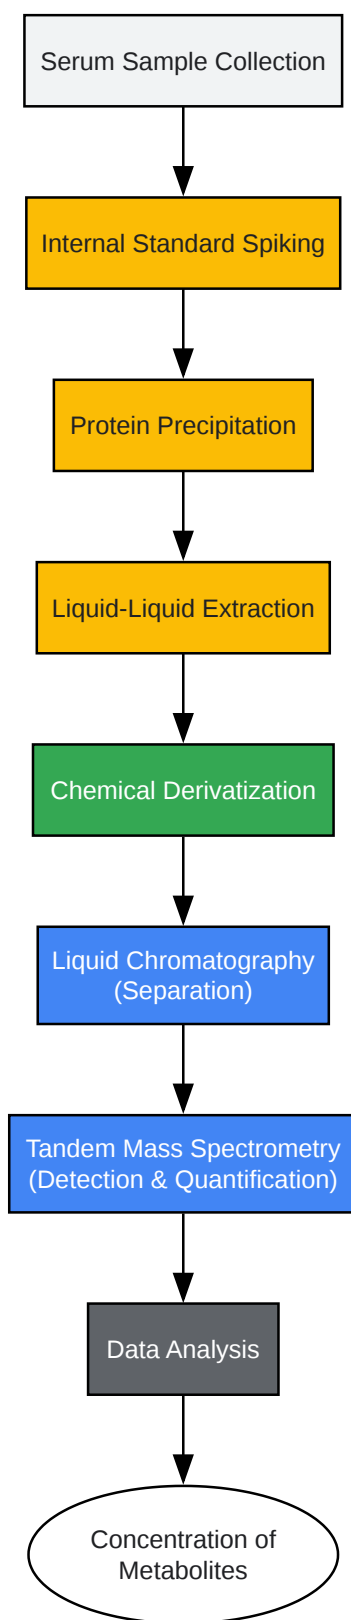 Serum Sample Collection
Internal Standard Spiking
Protein Precipitation
Liquid-Liquid Extraction
Chemical Derivatization
Liquid Chromatography
(Separation)
Tandem Mass Spectrometry
(Detection & Quantification)
Data Analysis
Concentration of
Metabolites